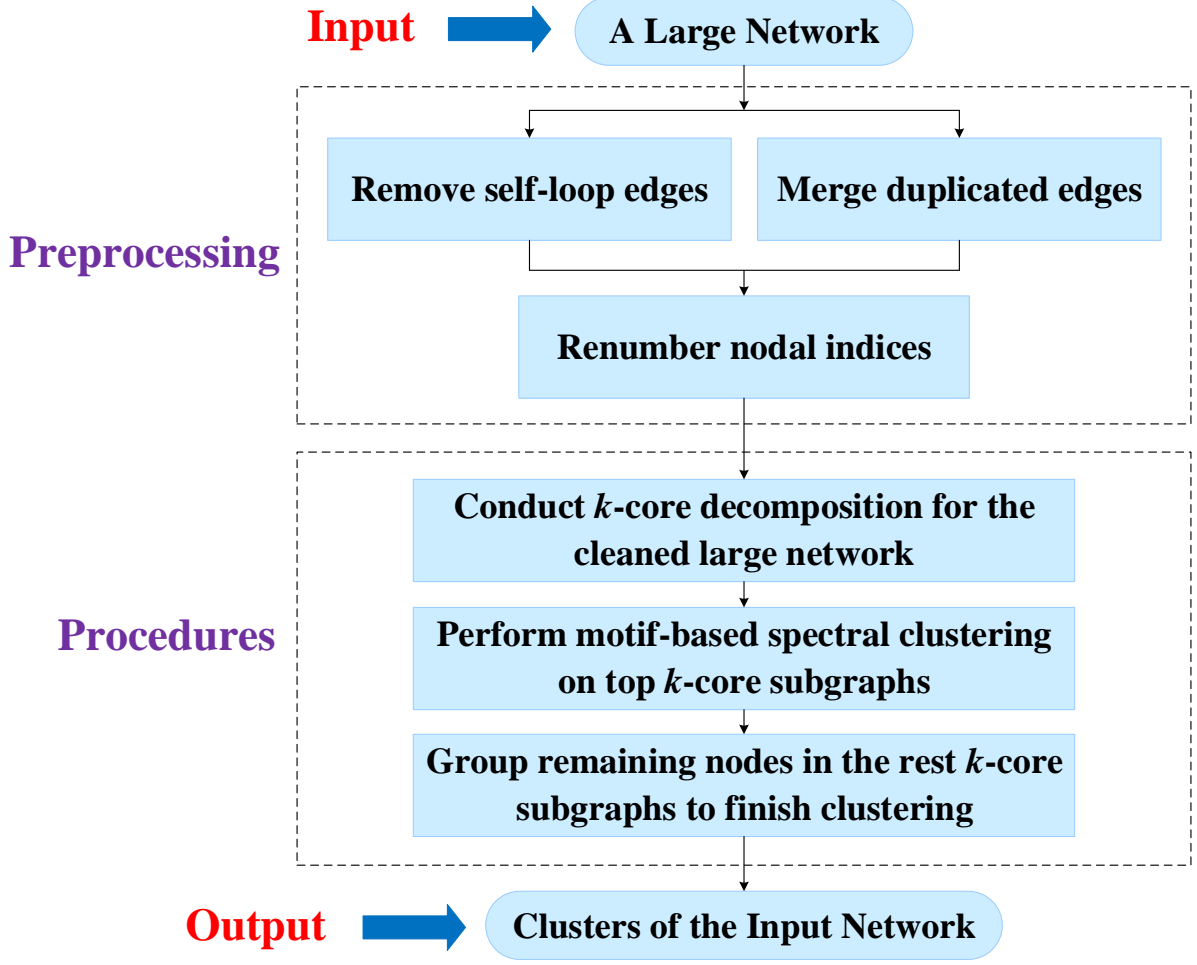 Input
A Large Network
Remove self-loop edges
Merge duplicated edges
Preprocessing
Renumber nodal indices
Conduct k-core decomposition for the
cleaned large network
Procedures
Perform motif-based spectral clustering
on top k-core subgraphs
Group remaining nodes in the rest k-core
subgraphs to finish clustering
Output
Clusters of the Input Network